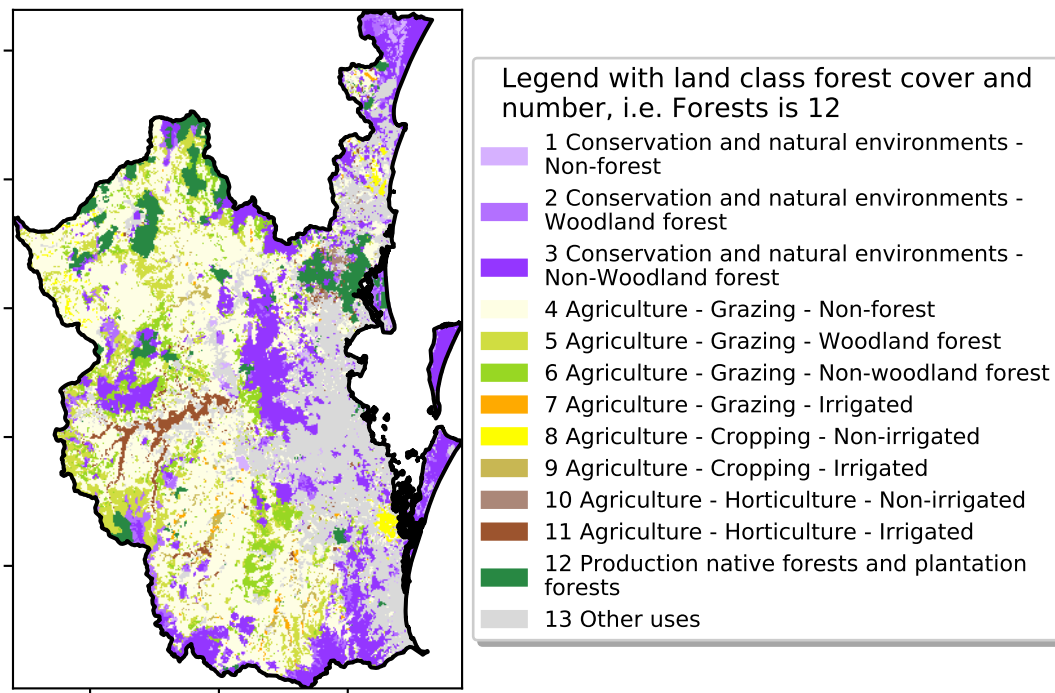 Legend with land class forest cover and
number, i.e. Forests is 12
1 Conservation and natural environments -
Non-forest
2 Conservation and natural environments -
Woodland forest
3 Conservation and natural environments -
Non-Woodland forest
4 Agriculture - Grazing - Non-forest
5 Agriculture - Grazing - Woodland forest
6 Agriculture - Grazing - Non-woodland forest
7 Agriculture - Grazing - Irrigated
8 Agriculture - Cropping - Non-irrigated
9 Agriculture - Cropping - Irrigated
10 Agriculture - Horticulture - Non-irrigated
11 Agriculture - Horticulture - Irrigated
12 Production native forests and plantation
forests
13 Other uses